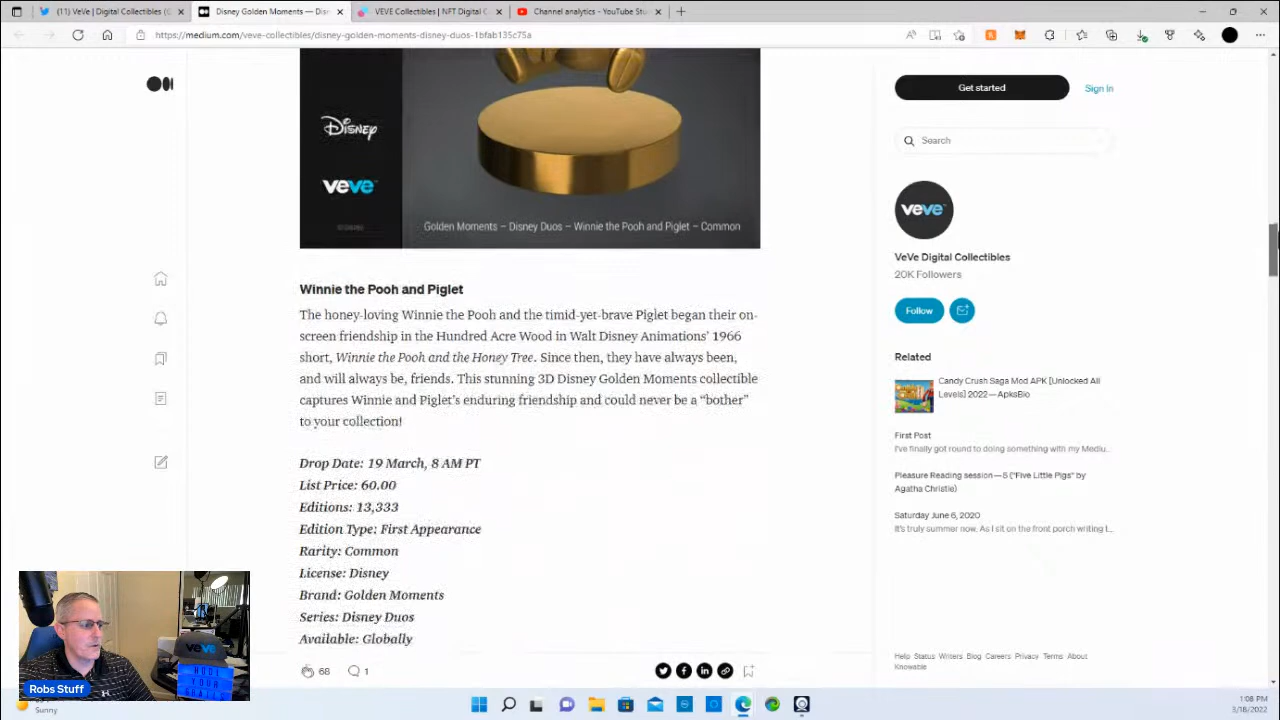 (11) VeVe | Digital Collectibles (
Disney Golden Moments — Dis
VEVE Collectibles | NFT Digital C
Channel analytics - YouTube Stu
https://medium.com/veve-collectibles/disney-golden-moments-disney-duos-1bfab135c75a
Get started
Sign In
Search
Disney
veve
Golden Moments – Disney Duos – Winnie the Pooh and Piglet – Common
veve
VeVe Digital Collectibles
20K Followers
Follow
Winnie the Pooh and Piglet
The honey-loving Winnie the Pooh and the timid-yet-brave Piglet began their on-
screen friendship in the Hundred Acre Wood in Walt Disney Animations' 1966
short, Winnie the Pooh and the Honey Tree. Since then, they have always been,
and will always be, friends. This stunning 3D Disney Golden Moments collectible
captures Winnie and Piglet's enduring friendship and could never be a “bother”
to your collection!
Related
Candy Crush Saga Mod APK [Unlocked All
Levels] 2022 — ApksBio
First Post
I've finally got round to doing something with my Mediu...
Pleasure Reading session — 5 ("Five Little Pigs" by
Agatha Christie)
Saturday June 6, 2020
It's truly summer now. As I sit on the front porch writing t...
Drop Date: 19 March, 8 AM PT
List Price: 60.00
Editions: 13,333
Edition Type: First Appearance
Rarity: Common
License: Disney
Brand: Golden Moments
Series: Disney Duos
Available: Globally
68
1
Help Status Writers Blog Careers Privacy Terms About
Knowable
veve
Robs Stuff
Sunny
1:08 PM
3/18/2022